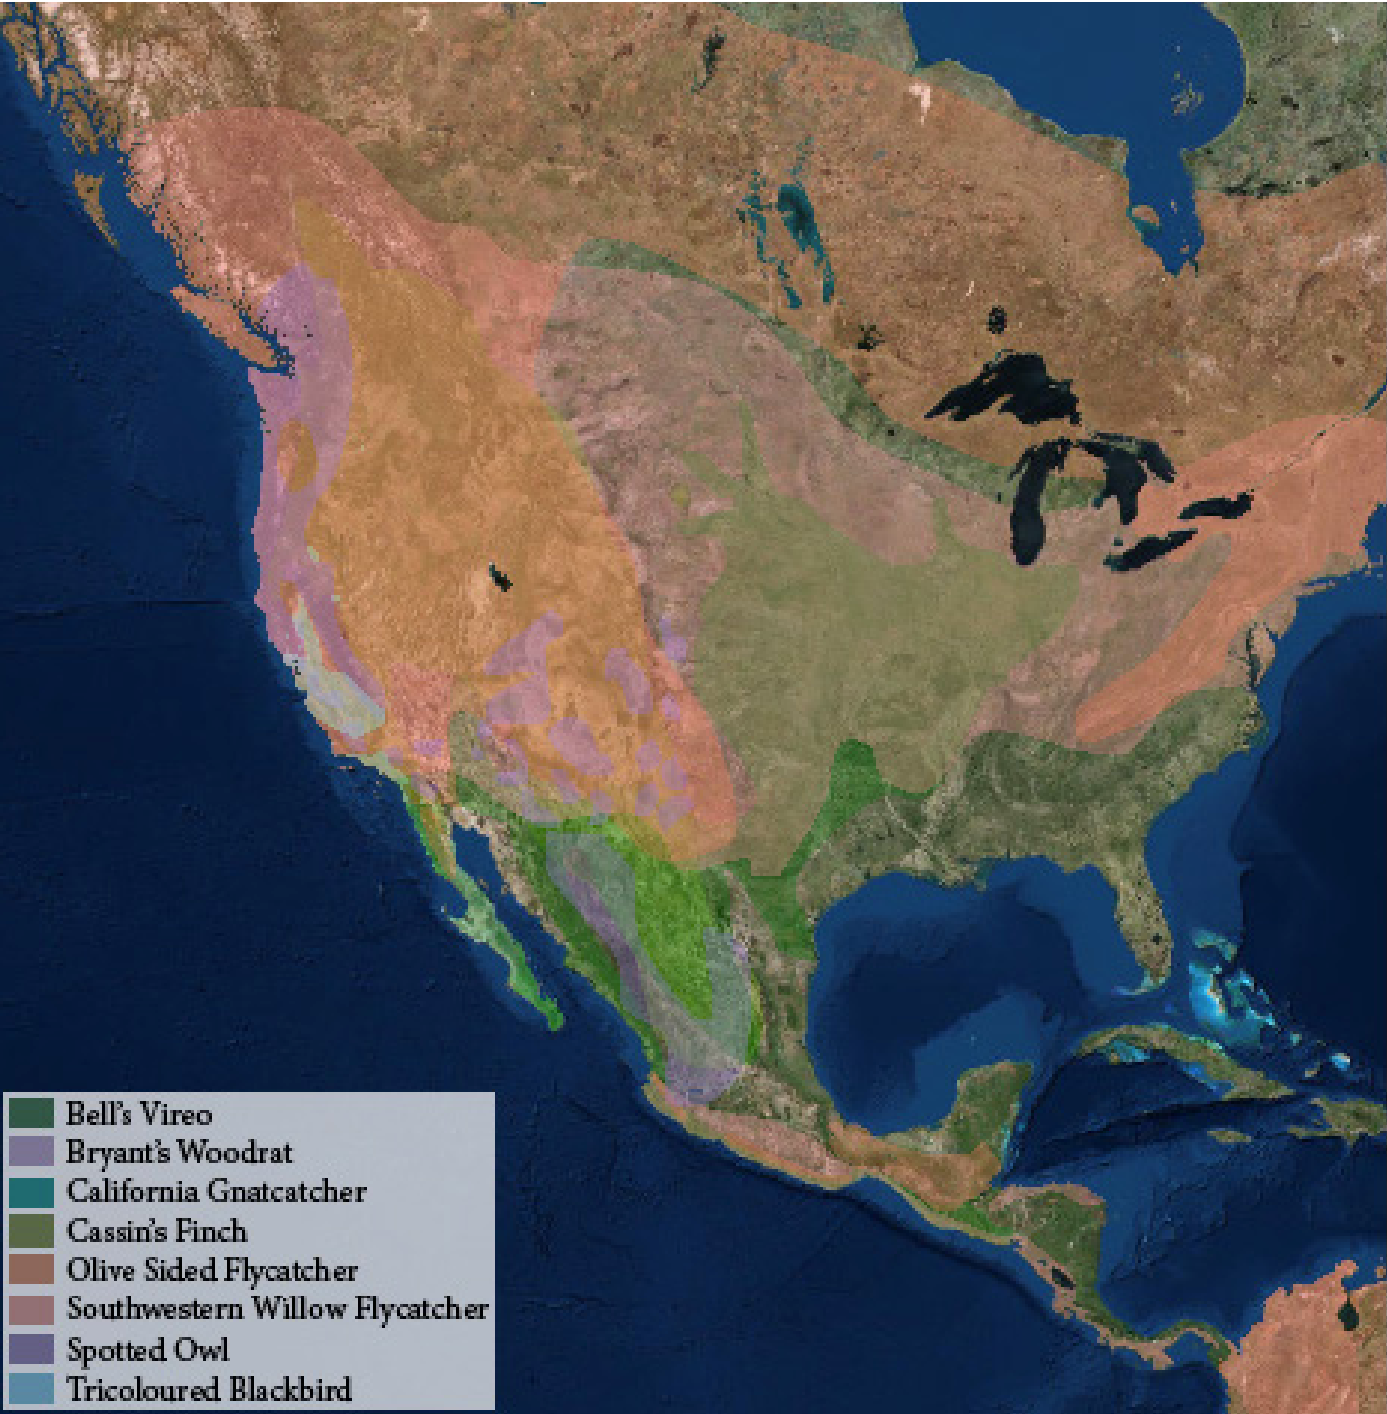 Bell's Vireo
Bryant's Woodrat
California Gnatcatcher
Cassin's Finch
Olive Sided Flycatcher
Southwestern Willow Flycatcher
Spotted Owl
Tricoloured Blackbird